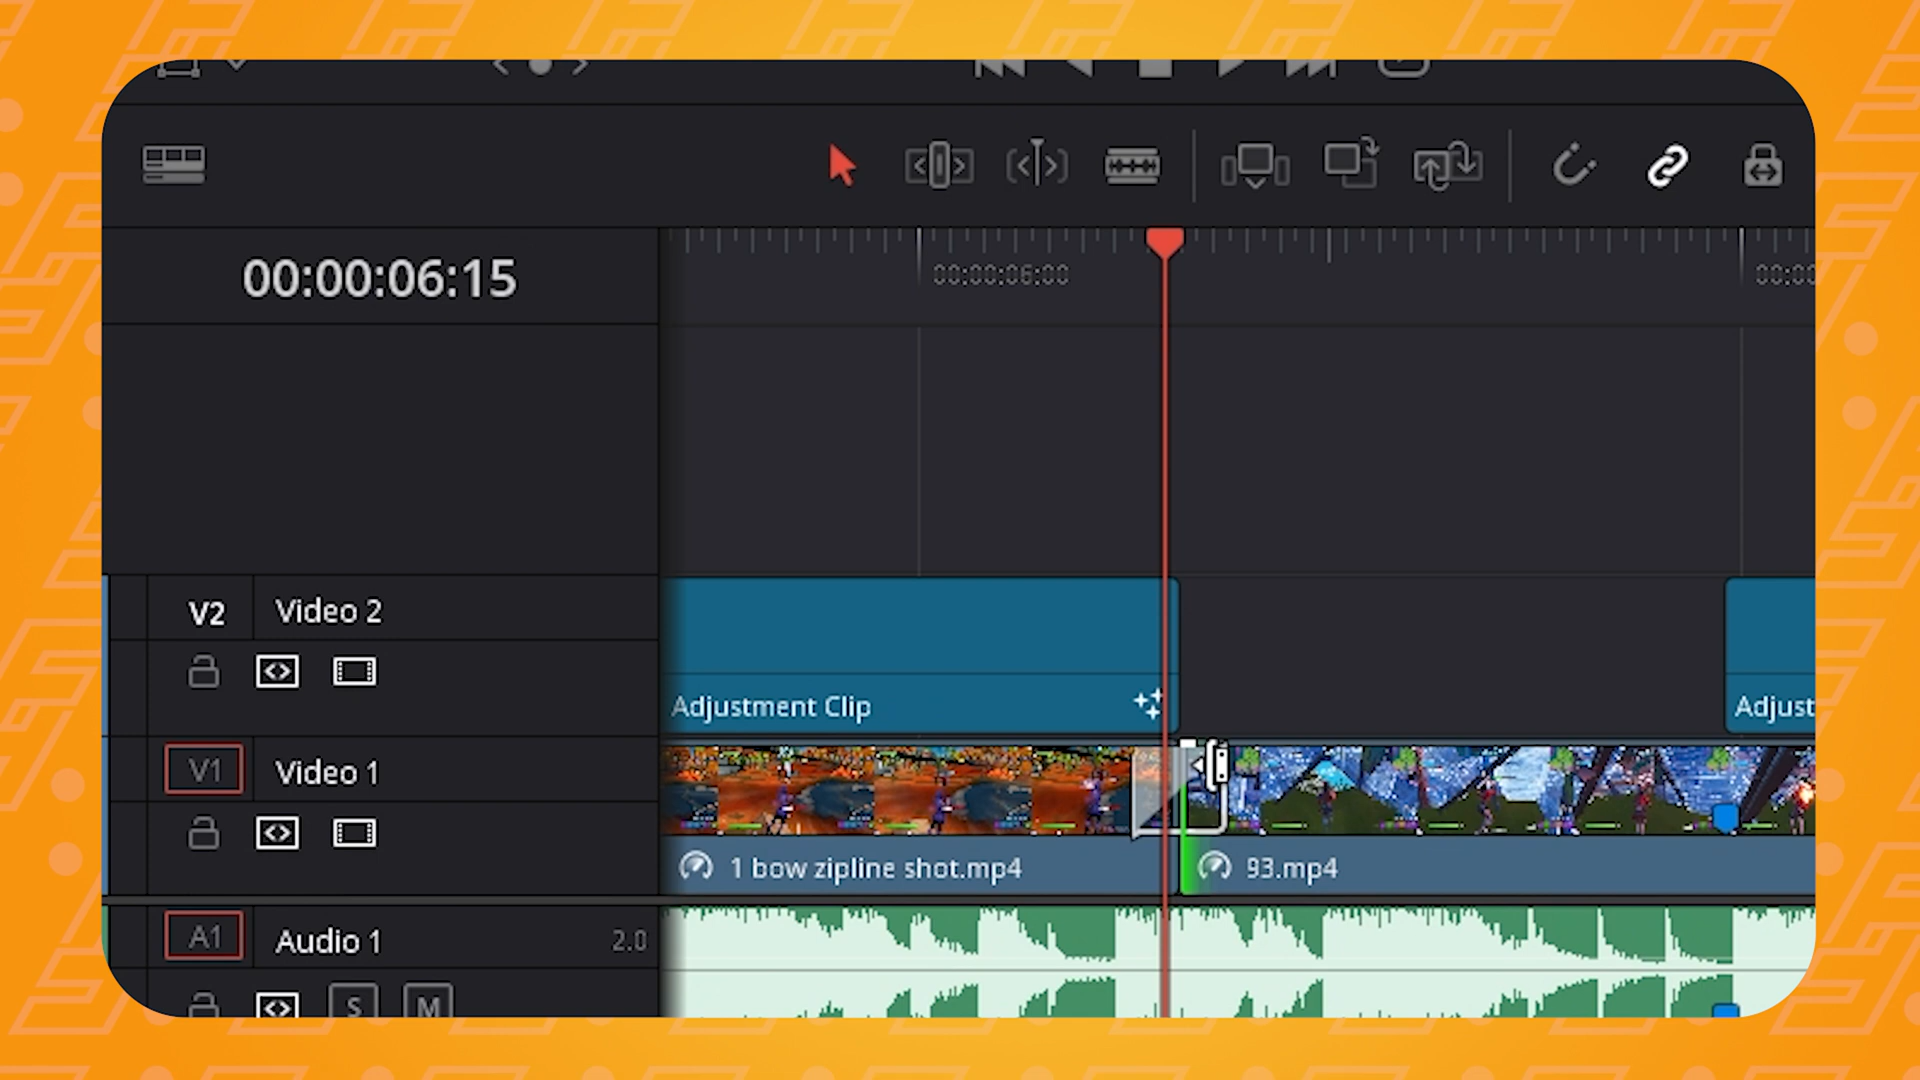 00:00:06:15
00:00:06:00
00:00
V2 Video 2
Adjustment Clip
Adjust
V1 Video 1
1 bow zipline shot.mp4
93.mp4
A1 Audio 1 2.0
S M